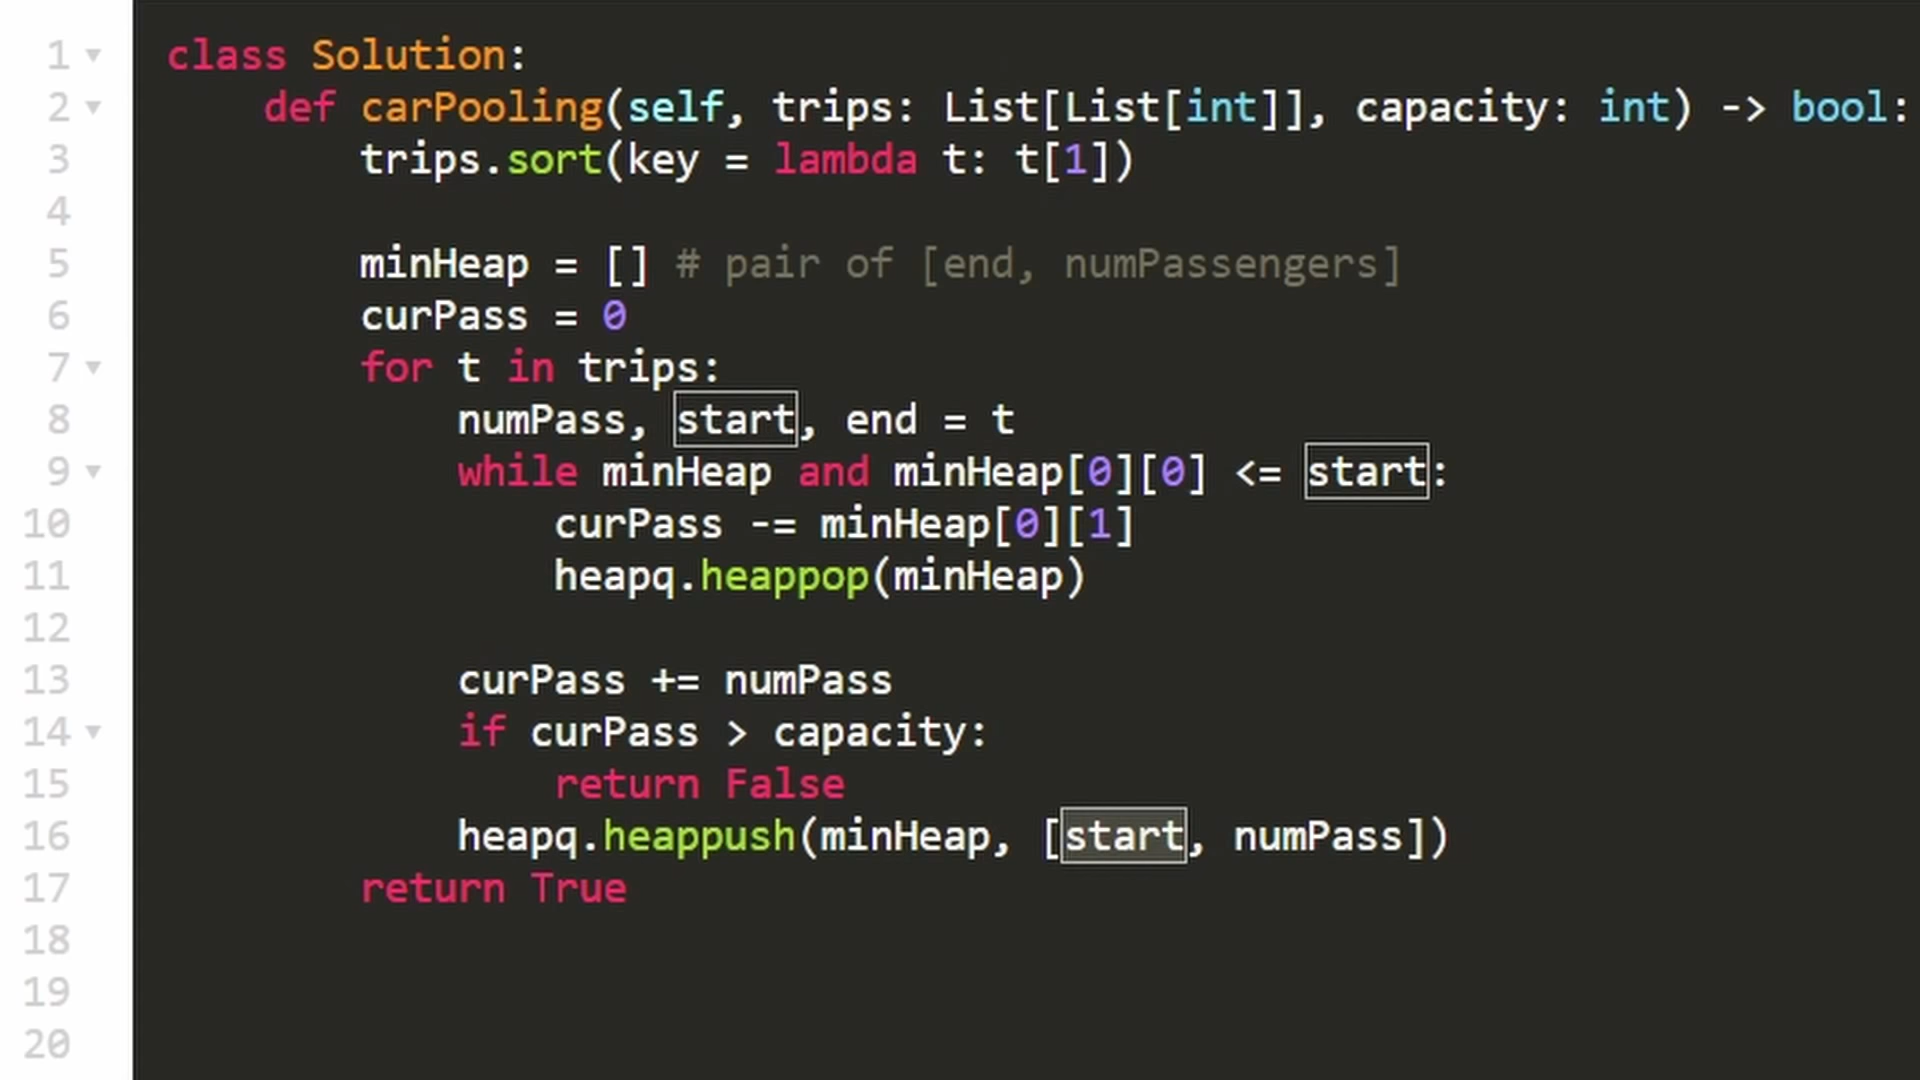 1 class Solution:
2 def carPooling(self, trips: List[List[int]], capacity: int) -> bool:
3 trips.sort(key = lambda t: t[1])
4
5 minHeap = [] # pair of [end, numPassengers]
6 curPass = 0
7 for t in trips:
8 numPass, start, end = t
9 while minHeap and minHeap[0][0] <= start:
10 curPass -= minHeap[0][1]
11 heapq.heappop(minHeap)
12
13 curPass += numPass
14 if curPass > capacity:
15 return False
16 heapq.heappush(minHeap, [start, numPass])
17 return True
18
19
20